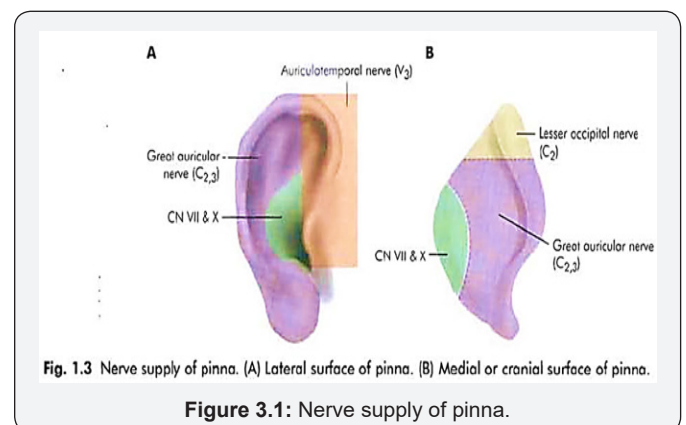 A
B
Auriculotemporal nerve (V3)
Great auricular
nerve (C2,3)
CN VII & X
Lesser occipital nerve
(C2)
CN VII & X
Great auricular nerve
(C2,3)
Fig. 1.3 Nerve supply of pinna. (A) Lateral surface of pinna. (B) Medial or cranial surface of pinna.
Figure 3.1: Nerve supply of pinna.